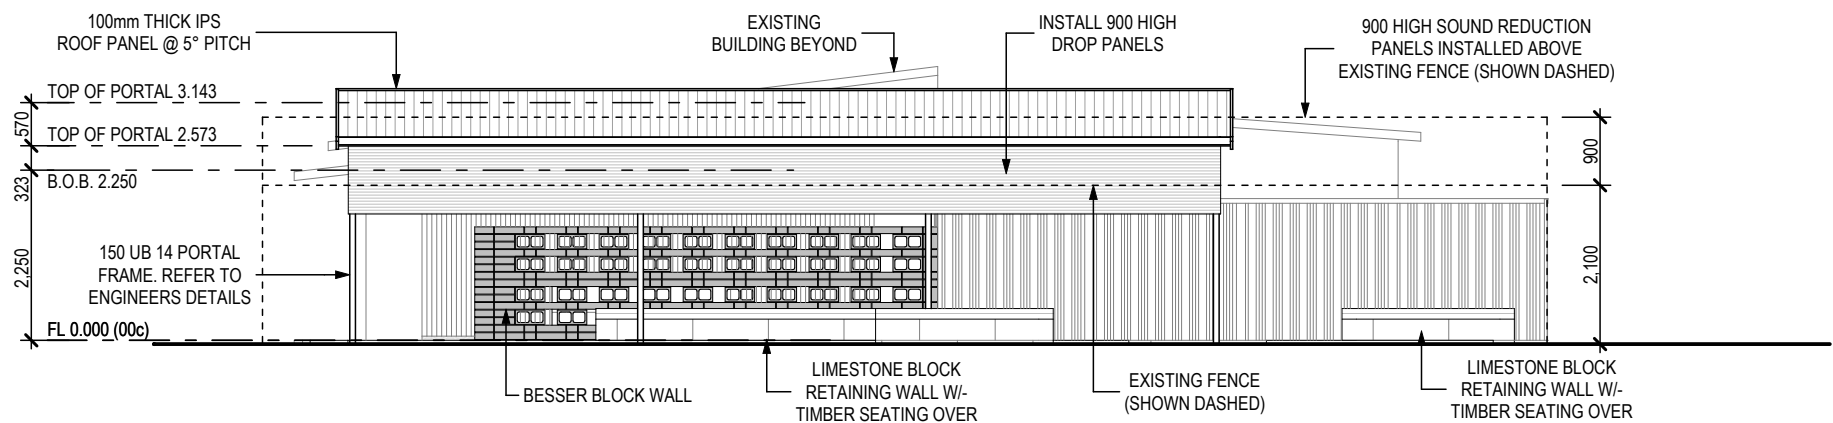 100mm THICK IPS
ROOF PANEL @ 5° PITCH
EXISTING
BUILDING BEYOND
INSTALL 900 HIGH
DROP PANELS
900 HIGH SOUND REDUCTION
PANELS INSTALLED ABOVE
EXISTING FENCE (SHOWN DASHED)
TOP OF PORTAL 3.143
570
TOP OF PORTAL 2.573
323
B.O.B. 2.250
900
150 UB 14 PORTAL
FRAME. REFER TO
ENGINEERS DETAILS
2,250
2,100
FL 0.000 (00c)
BESSER BLOCK WALL
LIMESTONE BLOCK
RETAINING WALL W/-
TIMBER SEATING OVER
EXISTING FENCE
(SHOWN DASHED)
LIMESTONE BLOCK
RETAINING WALL W/-
TIMBER SEATING OVER